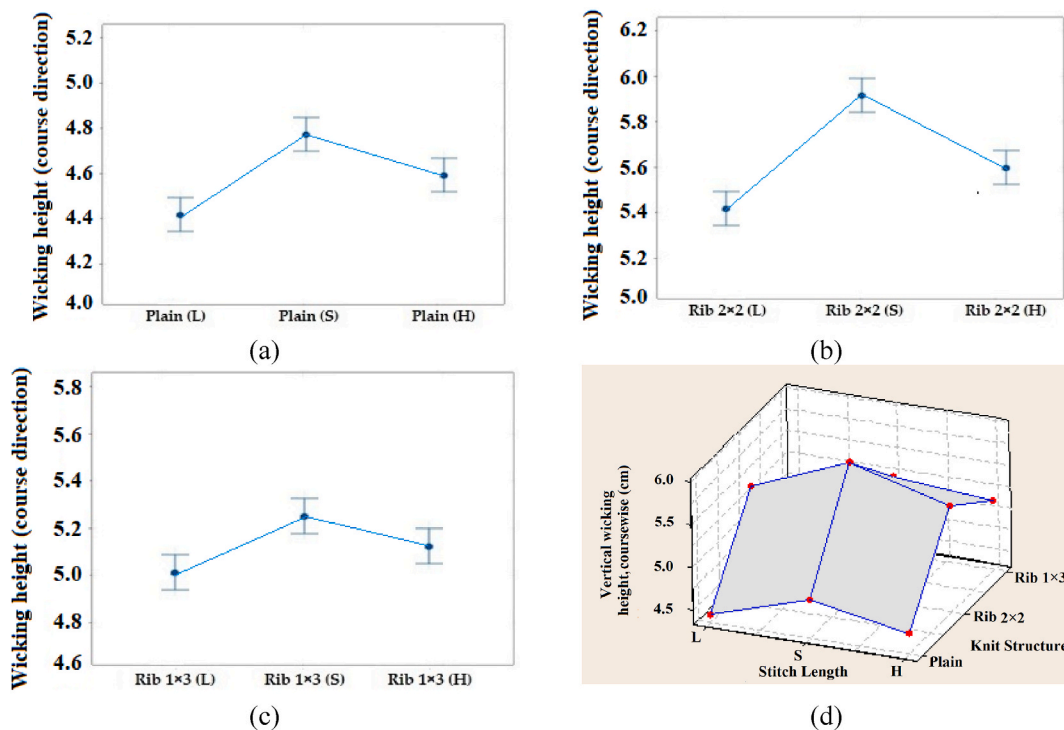 Wicking height (course direction)
5.2
5.0
4.8
4.6
4.4
4.2
4.0
Plain (L) Plain (S) Plain (H)
(a)
Wicking height (course direction)
6.2
6.0
5.8
5.6
5.4
5.2
5.0
Rib 2×2 (L) Rib 2×2 (S) Rib 2×2 (H)
(b)
Wicking height (course direction)
5.8
5.6
5.4
5.2
5.0
4.8
4.6
Rib 1×3 (L) Rib 1×3 (S) Rib 1×3 (H)
(c)
Vertical wicking
height, coursewise (cm)
6.0
5.5
5.0
4.5
L
S
H
Stitch Length
Plain
Rib 2×2
Rib 1×3
Knit Structure
(d)